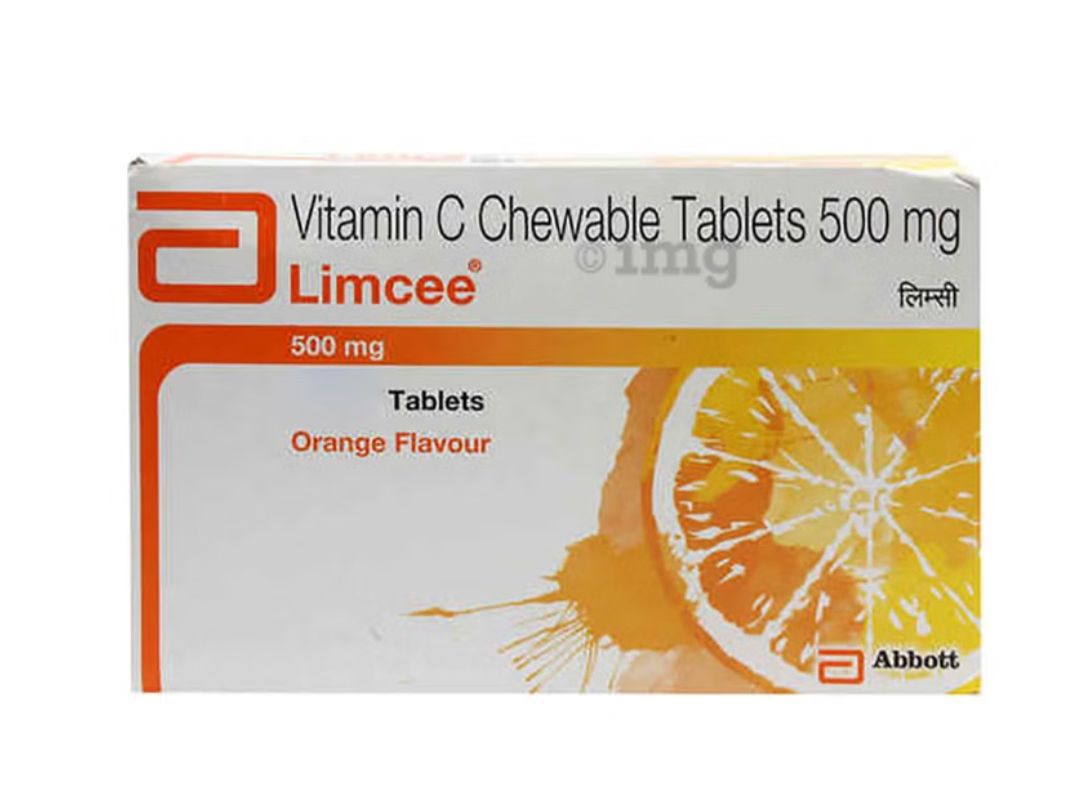 Vitamin C Chewable Tablets 500 mg
© 1mg
Limcee®
लिम्सी
500 mg
Tablets
Orange Flavour
Abbott